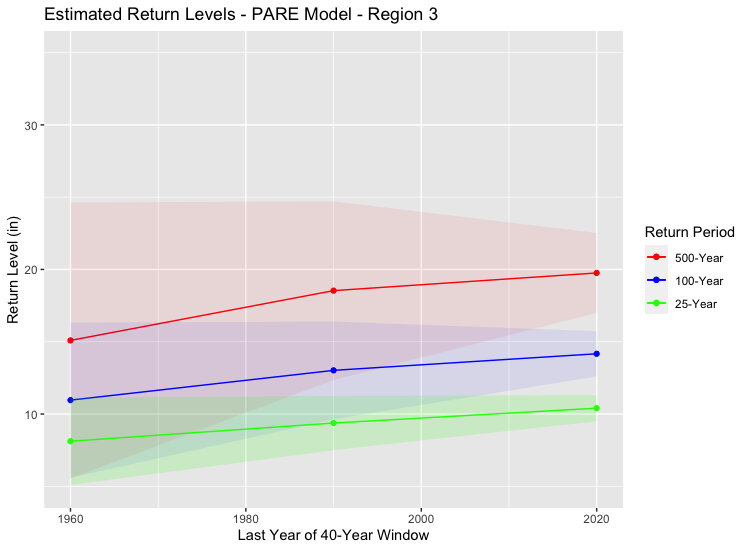 Estimated Return Levels - PARE Model - Region 3
Return Level (in)
30
20
10
1960
1980
2000
2020
Last Year of 40-Year Window
Return Period
500-Year
100-Year
25-Year